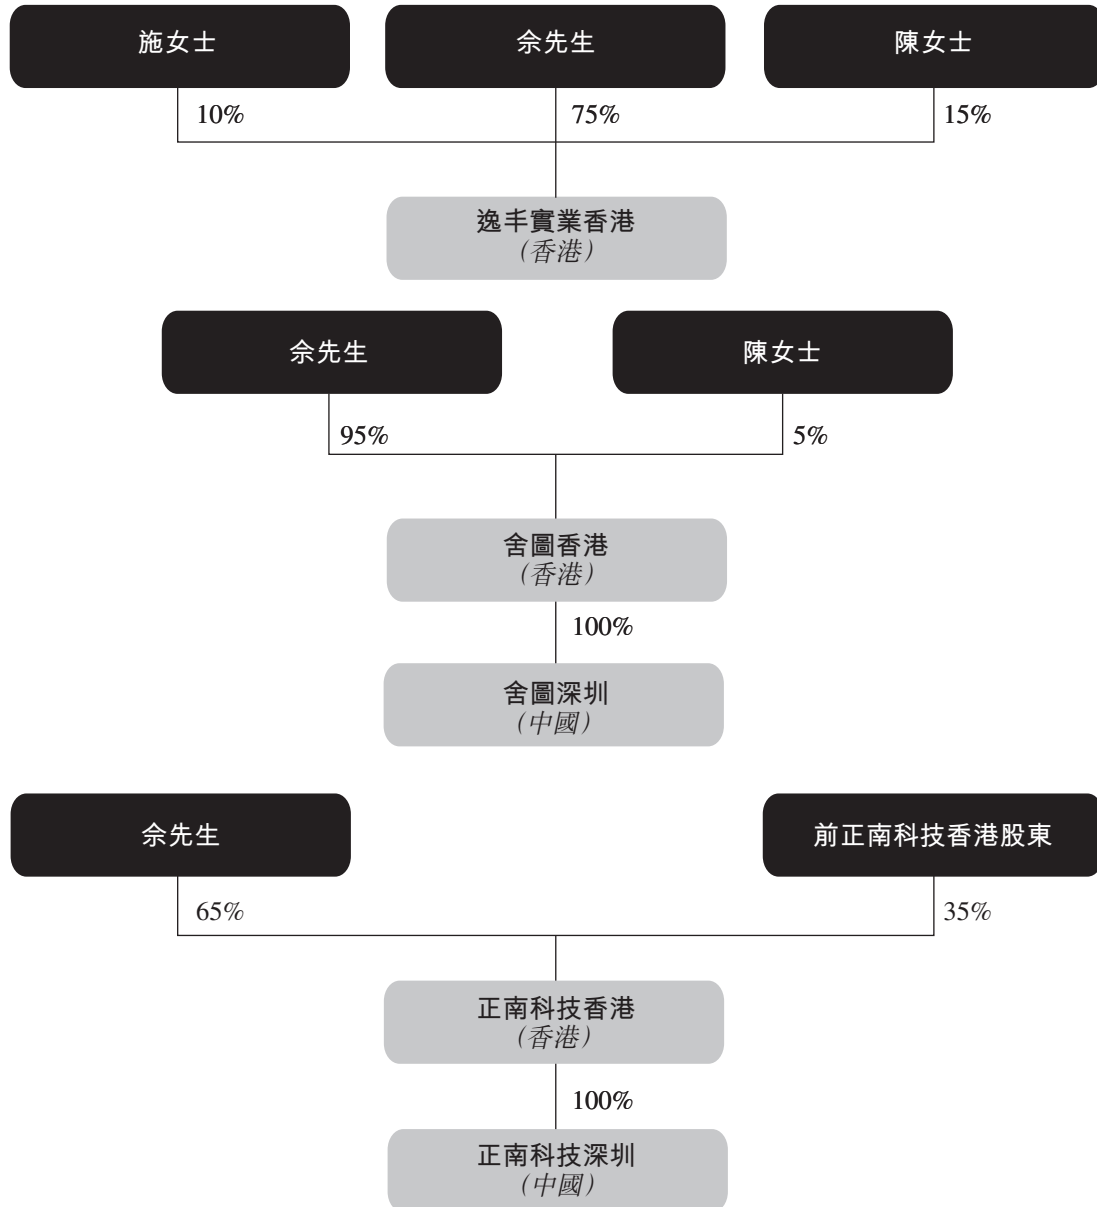 施女士
佘先生
陳女士
10%
75%
15%
逸丰實業香港
（香港）
佘先生
陳女士
95%
5%
舍圖香港
（香港）
100%
舍圖深圳
（中國）
佘先生
前正南科技香港股東
65%
35%
正南科技香港
（香港）
100%
正南科技深圳
（中國）